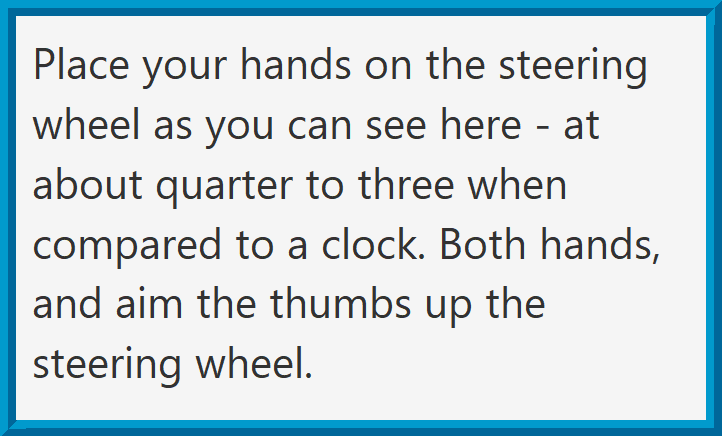 Place your hands on the steering
wheel as you can see here - at
about quarter to three when
compared to a clock. Both hands,
and aim the thumbs up the
steering wheel.